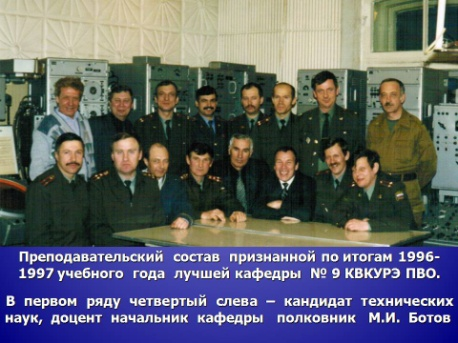 Преподавательский состав признанной по итогам 1996-
1997 учебного года лучшей кафедры № 9 КВКУРЭ ПВО.
В первом ряду четвертый слева – кандидат технических
наук, доцент начальник кафедры полковник М.И. Ботов